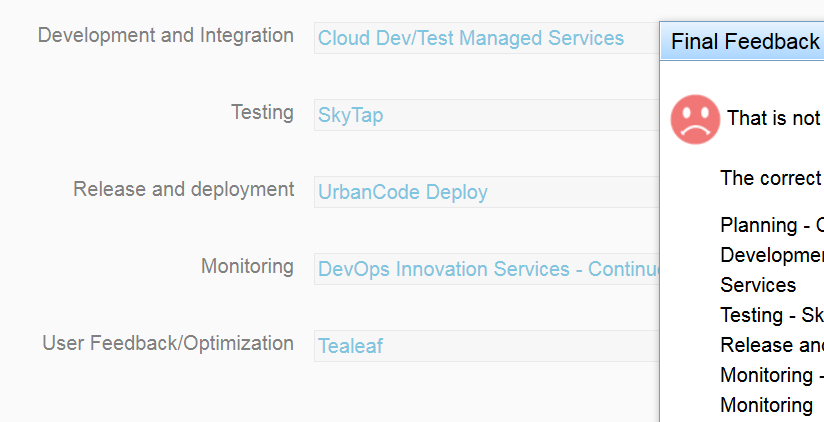 Development and Integration Cloud Dev/Test Managed Services
Testing SkyTap
Release and deployment UrbanCode Deploy
Monitoring DevOps Innovation Services - Continu
User Feedback/Optimization Tealeaf
Final Feedback
That is not
The correct
Planning -
Developme
Services
Testing - Sk
Release an
Monitoring -
Monitoring